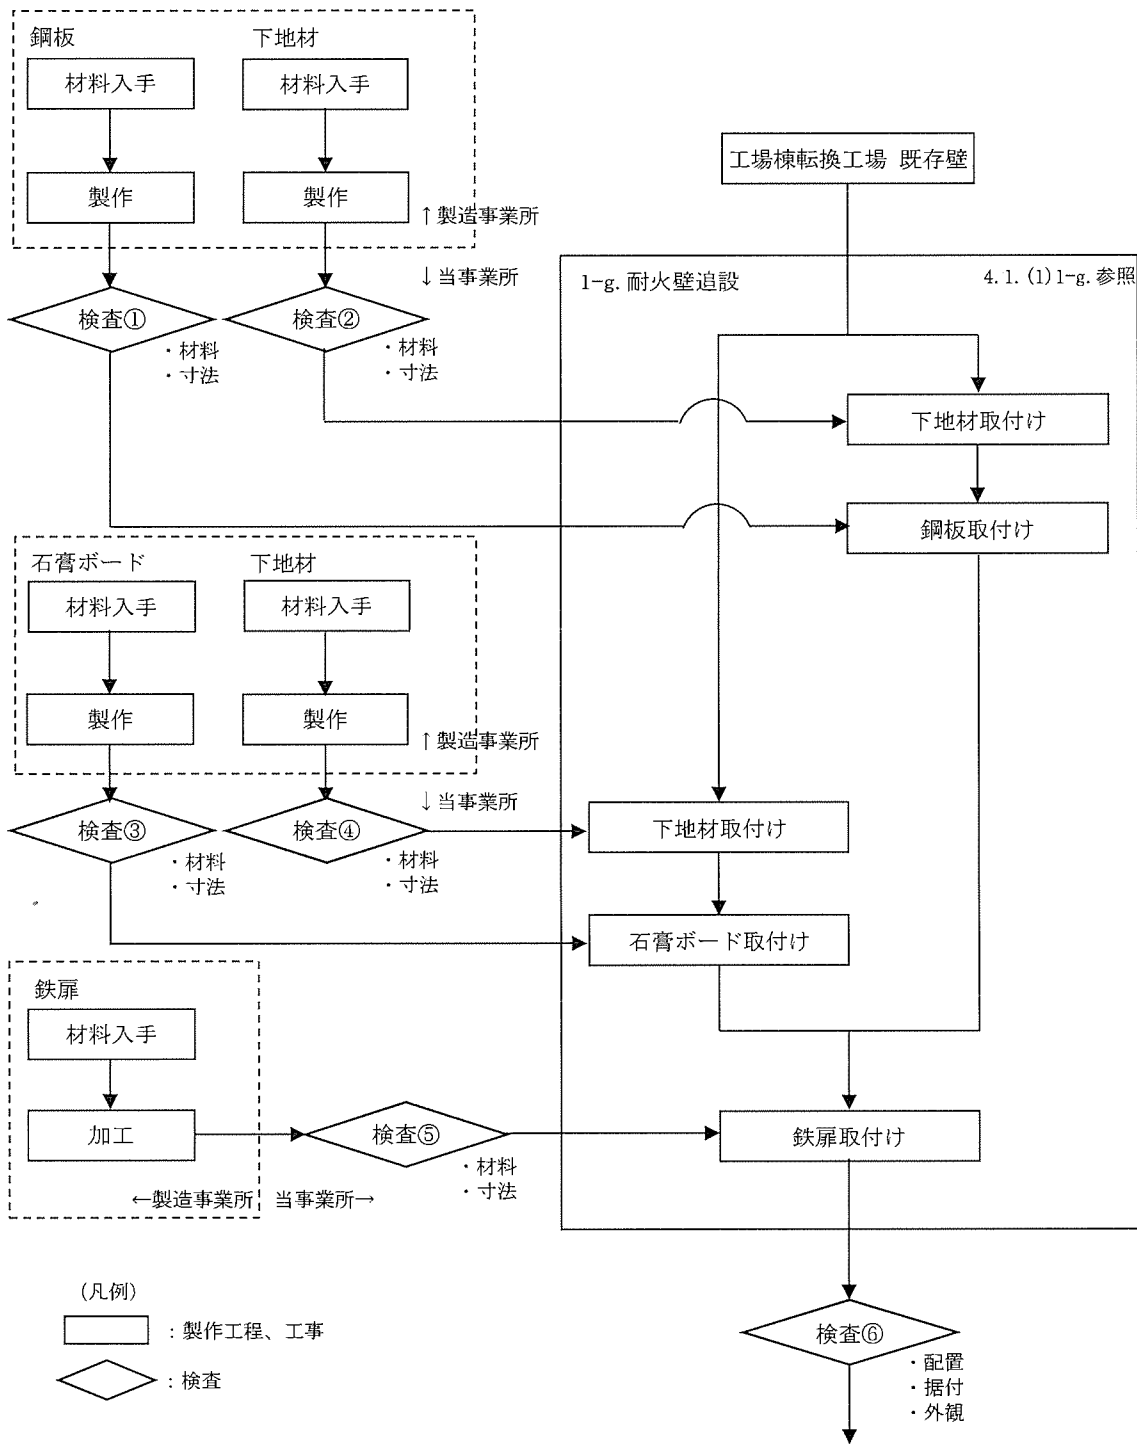 鋼板
下地材
材料入手
材料入手
製作
製作
↑製造事業所
↓当事業所
検査①
・材料
・寸法
検査②
・材料
・寸法
工場棟転換工場 既存壁
1-g. 耐火壁追設
4.1.(1)1-g.参照
下地材取付け
鋼板取付け
石膏ボード
下地材
材料入手
材料入手
製作
製作
↑製造事業所
↓当事業所
検査③
・材料
・寸法
検査④
・材料
・寸法
下地材取付け
石膏ボード取付け
鉄扉
材料入手
加工
←製造事業所
当事業所→
検査⑤
・材料
・寸法
鉄扉取付け
検査⑥
・配置
・据付
・外観
(凡例)
：製作工程、工事
：検査